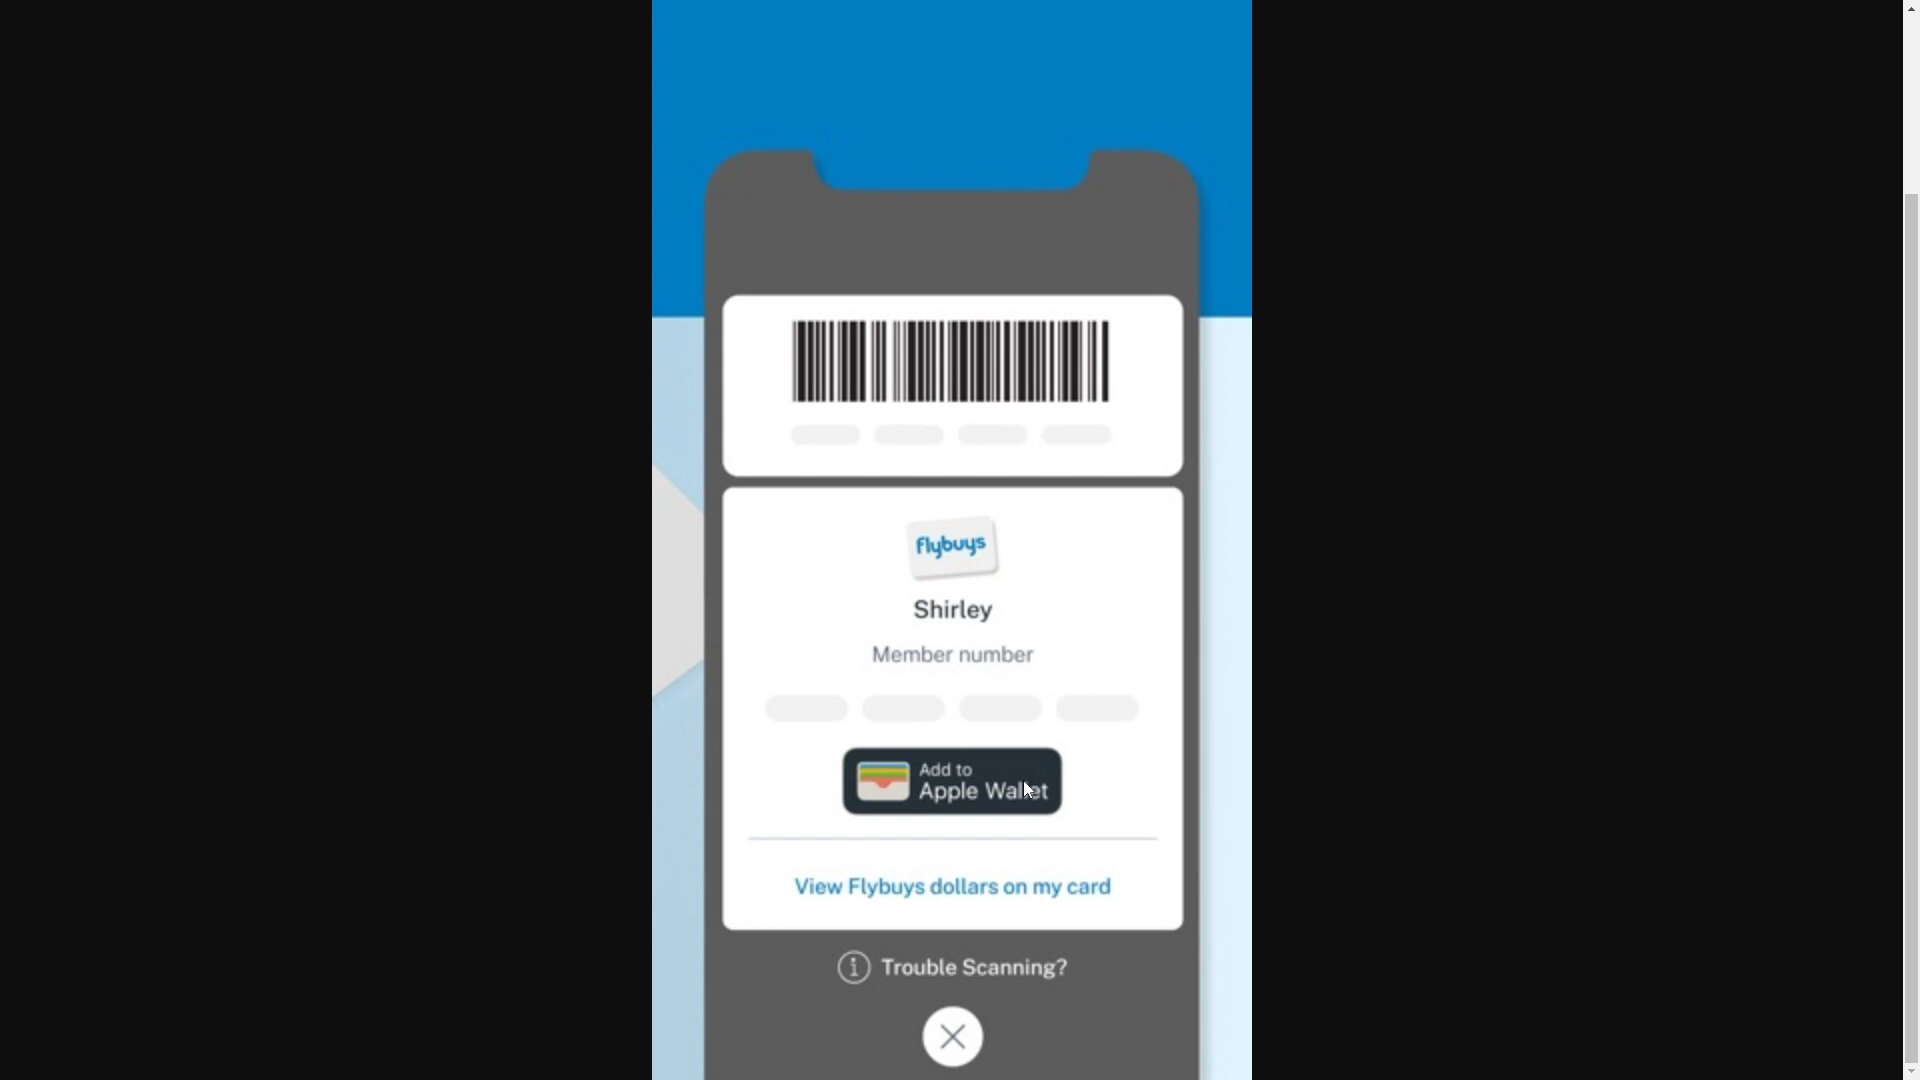 flybuys
Shirley
Member number
Add to
Apple Wallet
View Flybuys dollars on my card
Trouble Scanning?